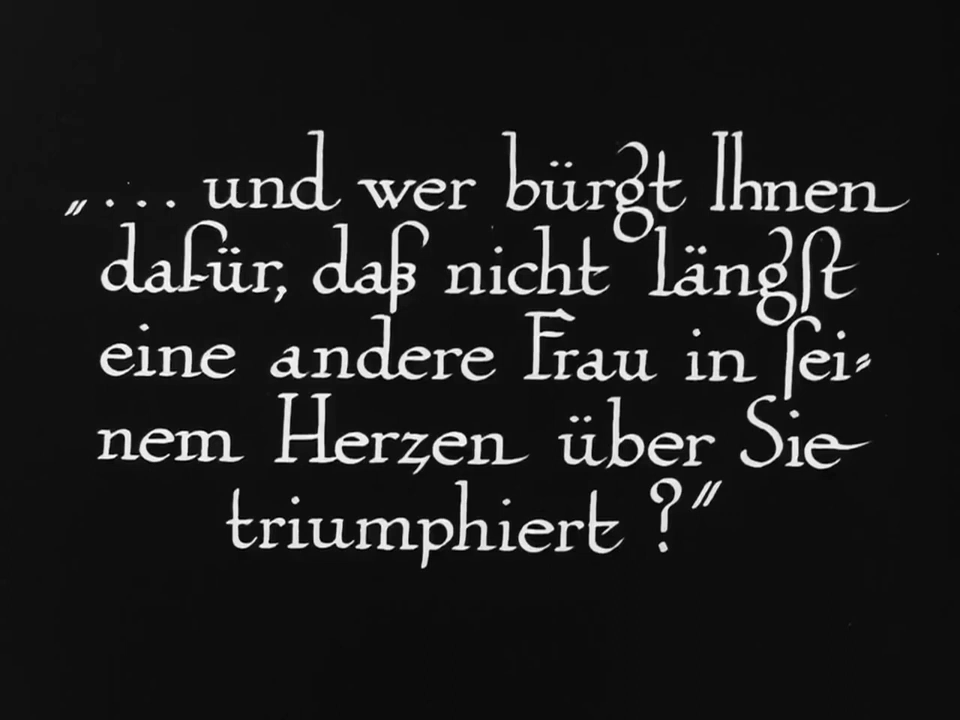 „... und wer bürgt Ihnen
dafür, daß nicht längſt
eine andere Frau in ſei⸗
nem Herzen über Sie
triumphiert?"